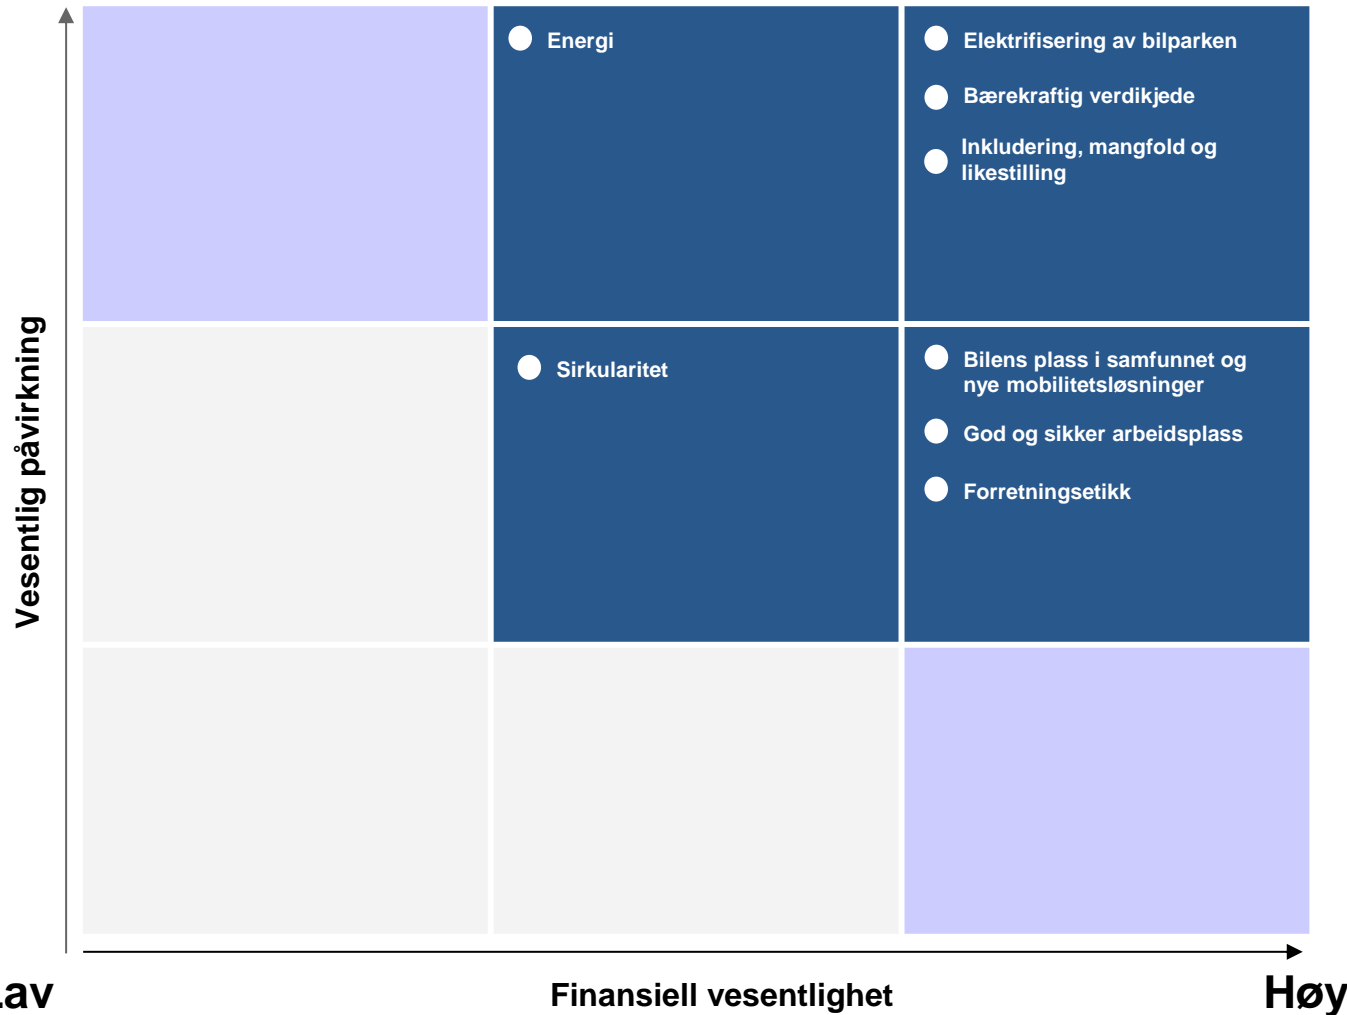 Energi
Elektrifisering av bilparken
Bærekraftig verdikjede
Inkludering, mangfold og
likestilling
Vesentlig påvirkning
Sirkularitet
Bilens plass i samfunnet og
nye mobilitetsløsninger
God og sikker arbeidsplass
Forretningsetikk
Lav
Finansiell vesentlighet
Høy